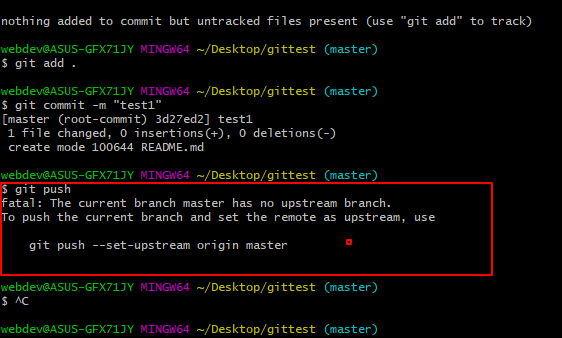 nothing added to commit but untracked files present (use "git add" to track)
webdev@ASUS-GFX71JY MINGW64 ~/Desktop/gittest (master)
$ git add .
webdev@ASUS-GFX71JY MINGW64 ~/Desktop/gittest (master)
$ git commit -m "test1"
[master (root-commit) 3d27ed2] test1
1 file changed, 0 insertions(+), 0 deletions(-)
create mode 100644 README.md
webdev@ASUS-GFX71JY MINGW64 ~/Desktop/gittest (master)
$ git push
fatal: The current branch master has no upstream branch.
To push the current branch and set the remote as upstream, use
git push --set-upstream origin master
webdev@ASUS-GFX71JY MINGW64 ~/Desktop/gittest (master)
$ ^C
webdev@ASUS-GFX71JY MINGW64 ~/Desktop/gittest (master)